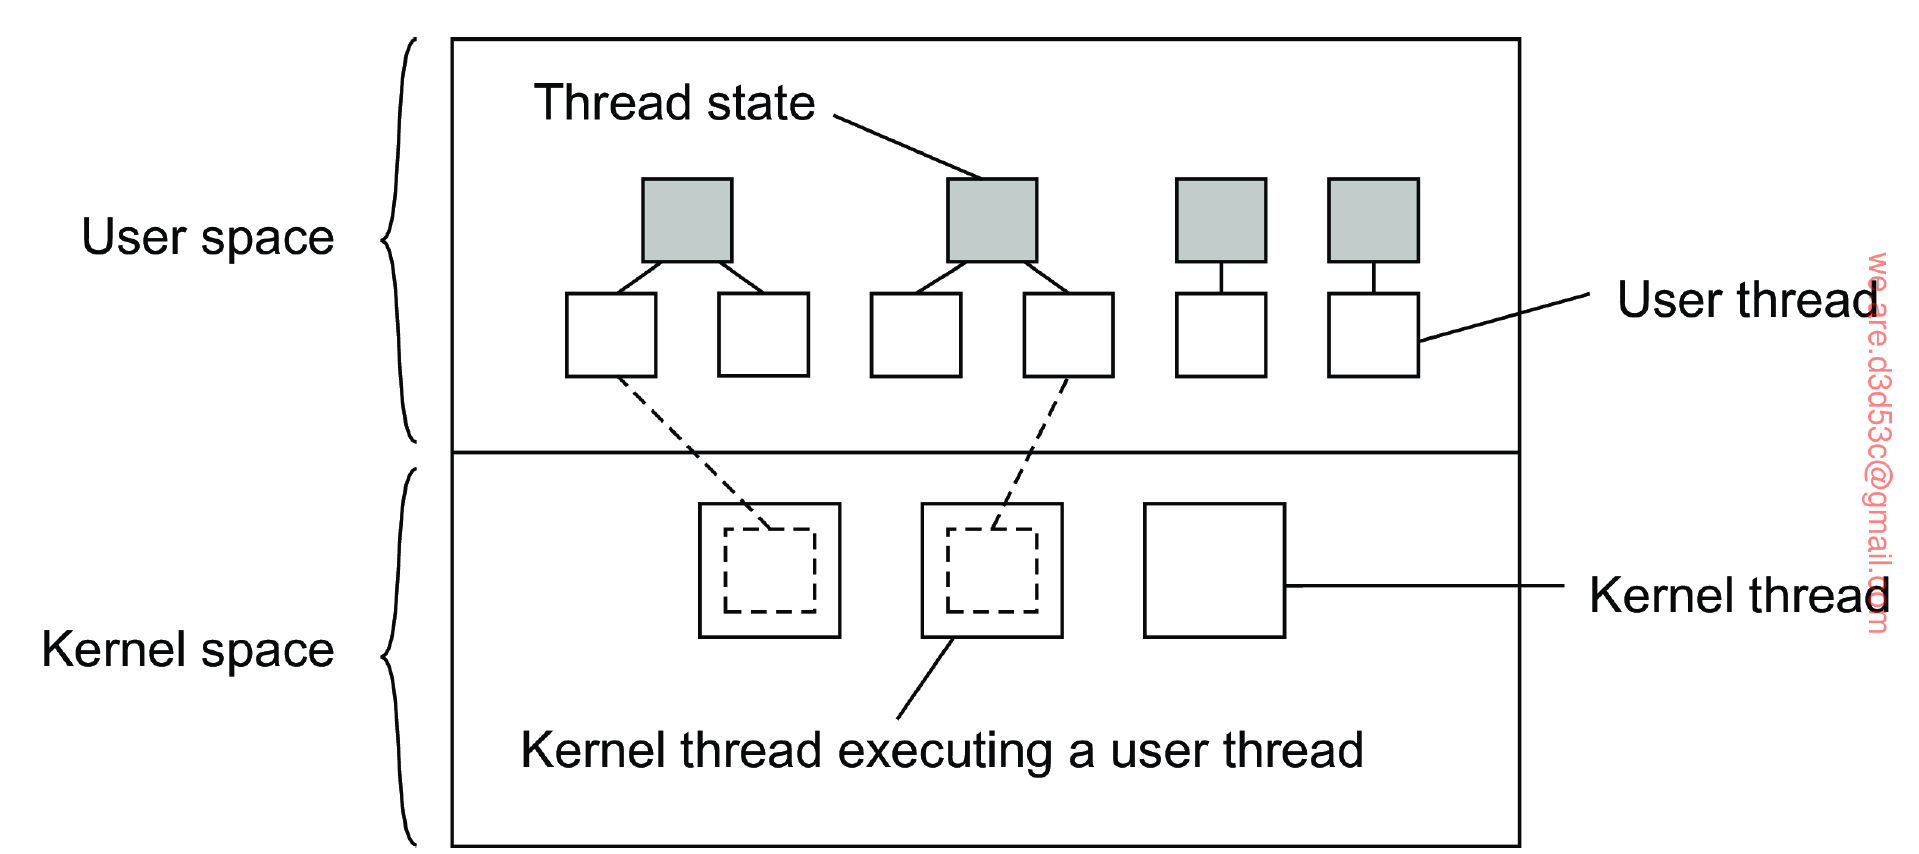 Thread state
User space
User thread
Kernel space
Kernel thread
Kernel thread executing a user thread
we.are.d3d53c@gmail.com